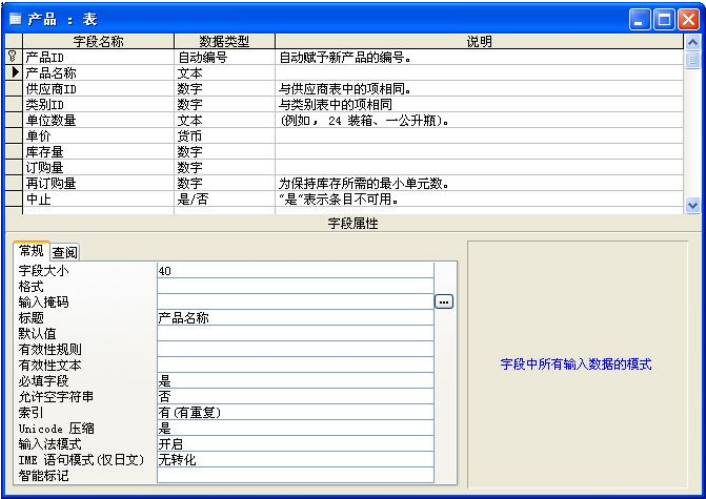 产品 : 表
字段名称 数据类型 说明
产品ID 自动编号 自动赋予新产品的编号。
产品名称 文本
供应商ID 数字 与供应商表中的项相同。
类别ID 数字 与类别表中的项相同
单位数量 文本 (例如, 24 装箱、一公升瓶)。
单价 货币
库存量 数字
订购量 数字
再订购量 数字 为保持库存所需的最小单元数。
中止 是/否 “是”表示条目不可用。
字段属性
常规 查阅
字段大小 40
格式
输入掩码 ...
标题 产品名称
默认值
有效性规则
有效性文本
必填字段 是
允许空字符串 否
索引 有(有重复)
Unicode 压缩 是
输入法模式 开启
IME 语句模式(仅日文) 无转化
智能标记
字段中所有输入数据的模式